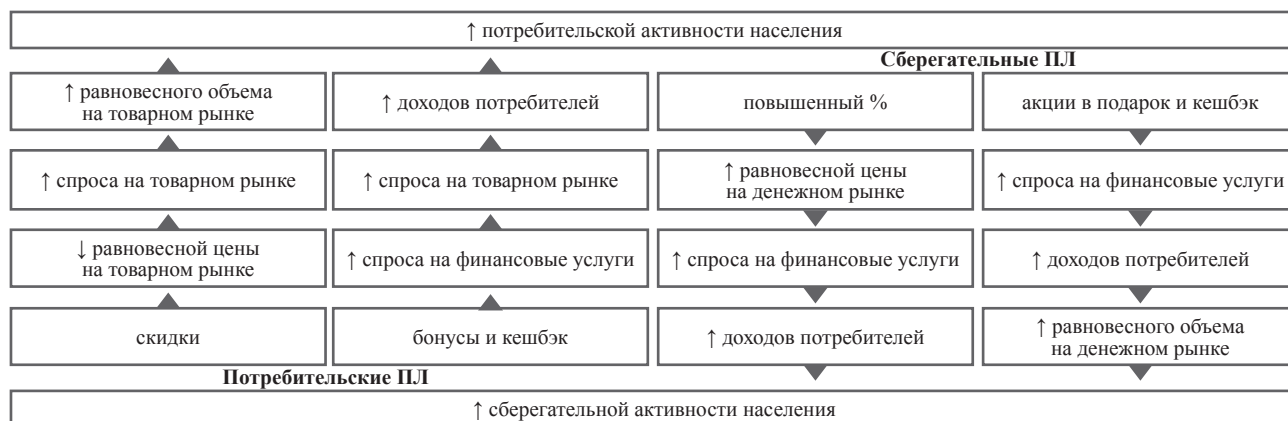 ↑ потребительской активности населения
Сберегательные ПЛ
↑ равновесного объема
на товарном рынке
↑ доходов потребителей
повышенный %
акции в подарок и кешбэк
↑ спроса на товарном рынке
↑ спроса на товарном рынке
↑ равновесной цены
на денежном рынке
↑ спроса на финансовые услуги
↓ равновесной цены
на товарном рынке
↑ спроса на финансовые услуги
↑ спроса на финансовые услуги
↑ доходов потребителей
скидки
бонусы и кешбэк
↑ доходов потребителей
↑ равновесного объема
на денежном рынке
Потребительские ПЛ
↑ сберегательной активности населения